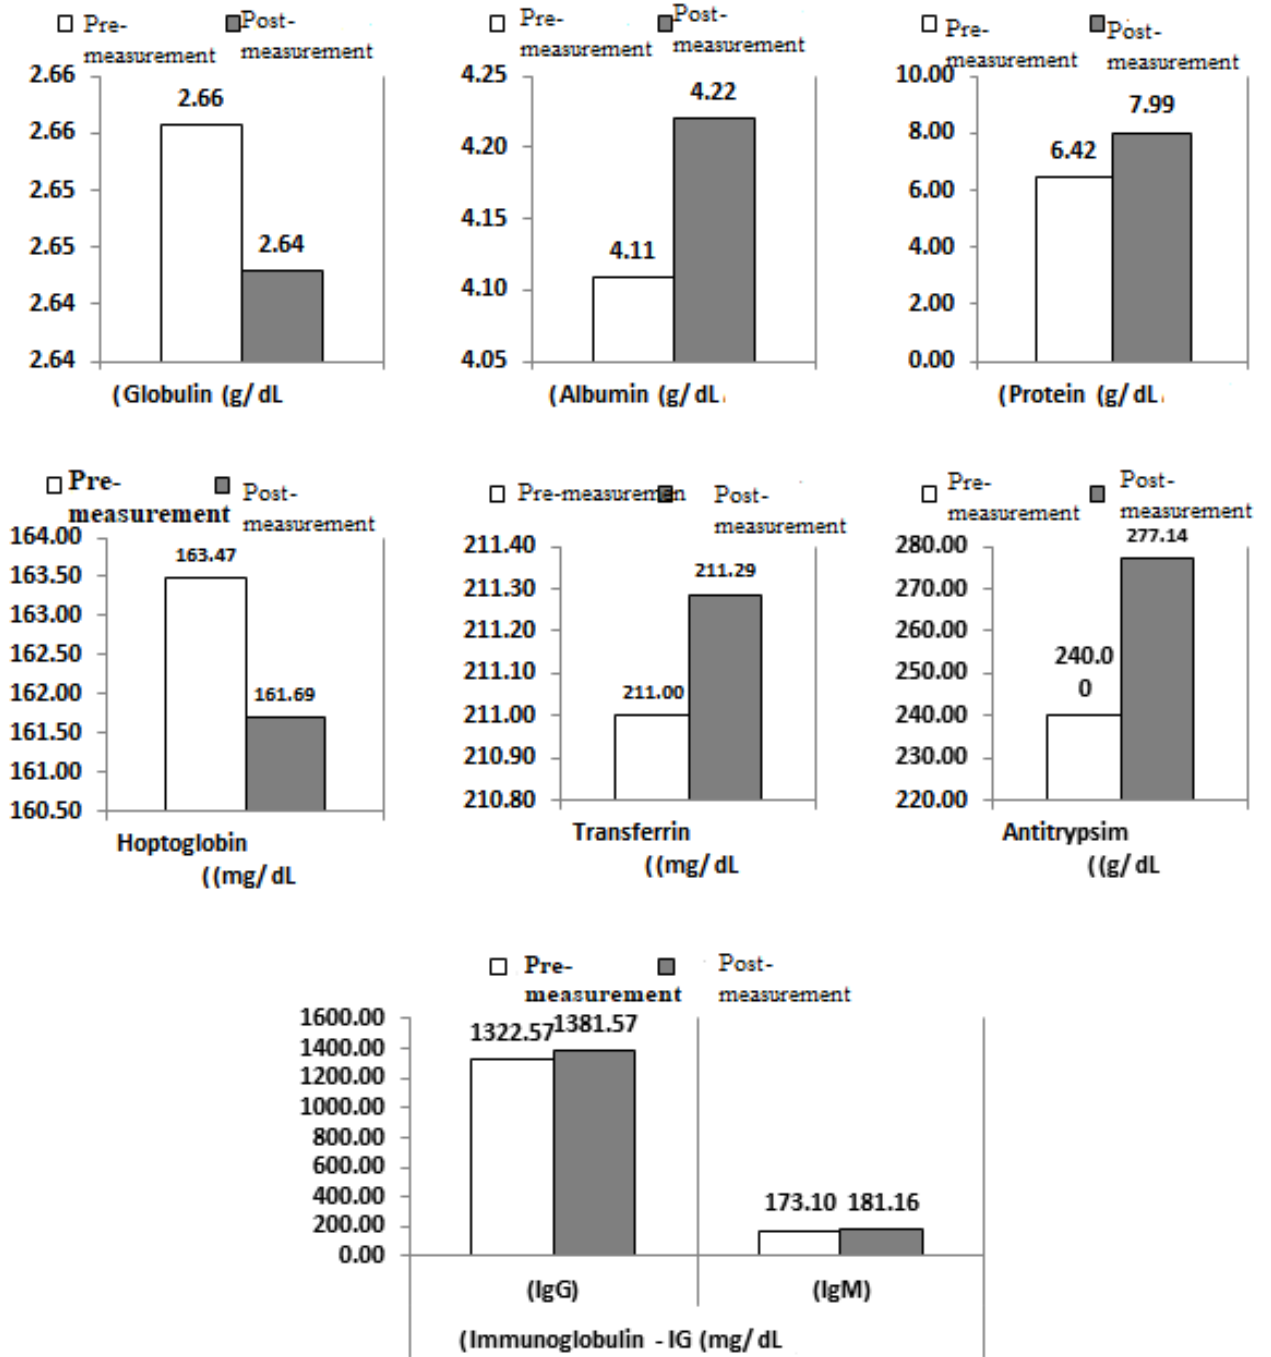 Pre-
measurement
Post-
measurement
2.66
2.66
2.65
2.65
2.64
2.64
2.66
2.64
(Globulin (g/ dL
Pre-
measurement
Post-
measurement
4.25
4.20
4.15
4.10
4.05
4.11
4.22
(Albumin (g/ dL
Pre-
measurement
Post-
measurement
10.00
8.00
6.00
4.00
2.00
0.00
6.42
7.99
(Protein (g/ dL
Pre-
measurement
Post-
measurement
164.00
163.50
163.00
162.50
162.00
161.50
161.00
160.50
163.47
161.69
Hoptoglobin
((mg/ dL
Pre-measuremen
Post-
measurement
211.40
211.30
211.20
211.10
211.00
210.90
210.80
211.00
211.29
Transferrin
((mg/ dL
Pre-
measurement
Post-
measurement
280.00
270.00
260.00
250.00
240.00
230.00
220.00
240.0
0
277.14
Antitrypsim
((g/ dL
Pre-
measurement
Post-
measurement
1600.00
1400.00
1200.00
1000.00
800.00
600.00
400.00
200.00
0.00
1322.57
1381.57
173.10
181.16
(IgG)
(IgM)
(Immunoglobulin - IG (mg/ dL